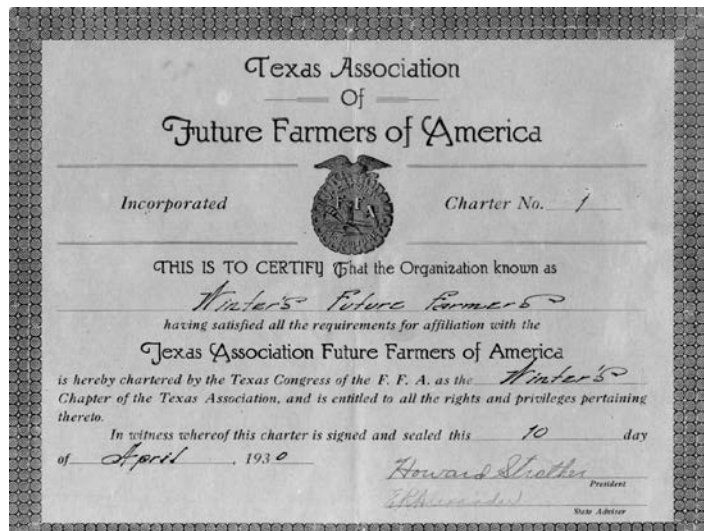 Texas Association
Of
Future Farmers of America
Incorporated
Charter No. 1
FFA
THIS IS TO CERTIFY That the Organization known as
Winter's Future Farmers
having satisfied all the requirements for affiliation with the
Texas Association Future Farmers of America
is hereby chartered by the Texas Congress of the F. F. A. as the Winter's
Chapter of the Texas Association, and is entitled to all the rights and privileges pertaining
thereto.
In witness whereof this charter is signed and sealed this 10 day
of April, 1930
Howard Strother
President
State Adviser